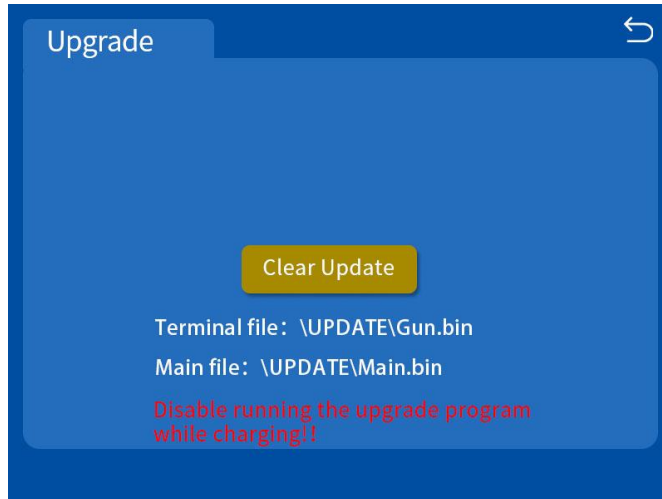 Upgrade
Clear Update
Terminal file： \UPDATE\Gun.bin
Main file： \UPDATE\Main.bin
Disable running the upgrade program
while charging!!